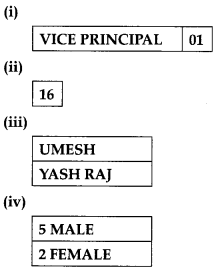 (i)
VICE PRINCIPAL 01
(ii)
16
(iii)
UMESH
YASH RAJ
(iv)
5 MALE
2 FEMALE